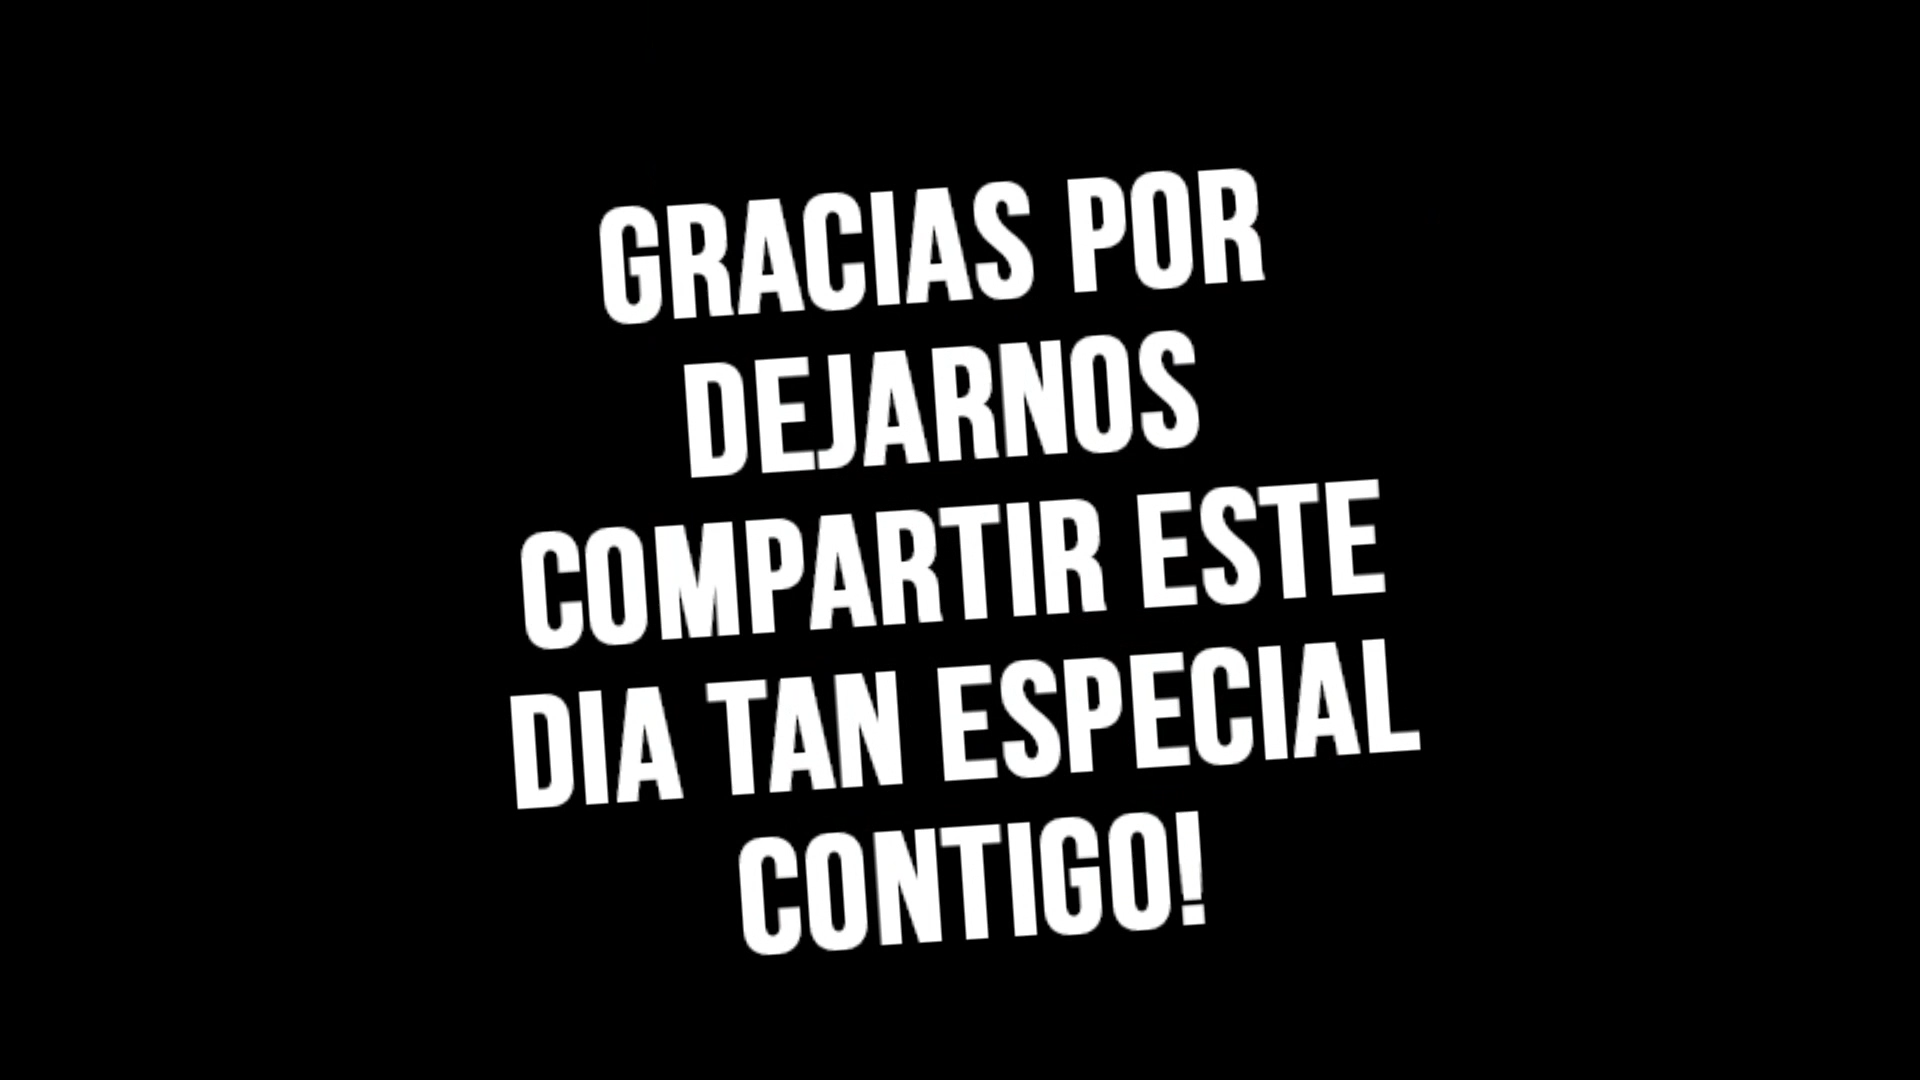 GRACIAS POR
DEJARNOS
COMPARTIR ESTE
DIA TAN ESPECIAL
CONTIGO!